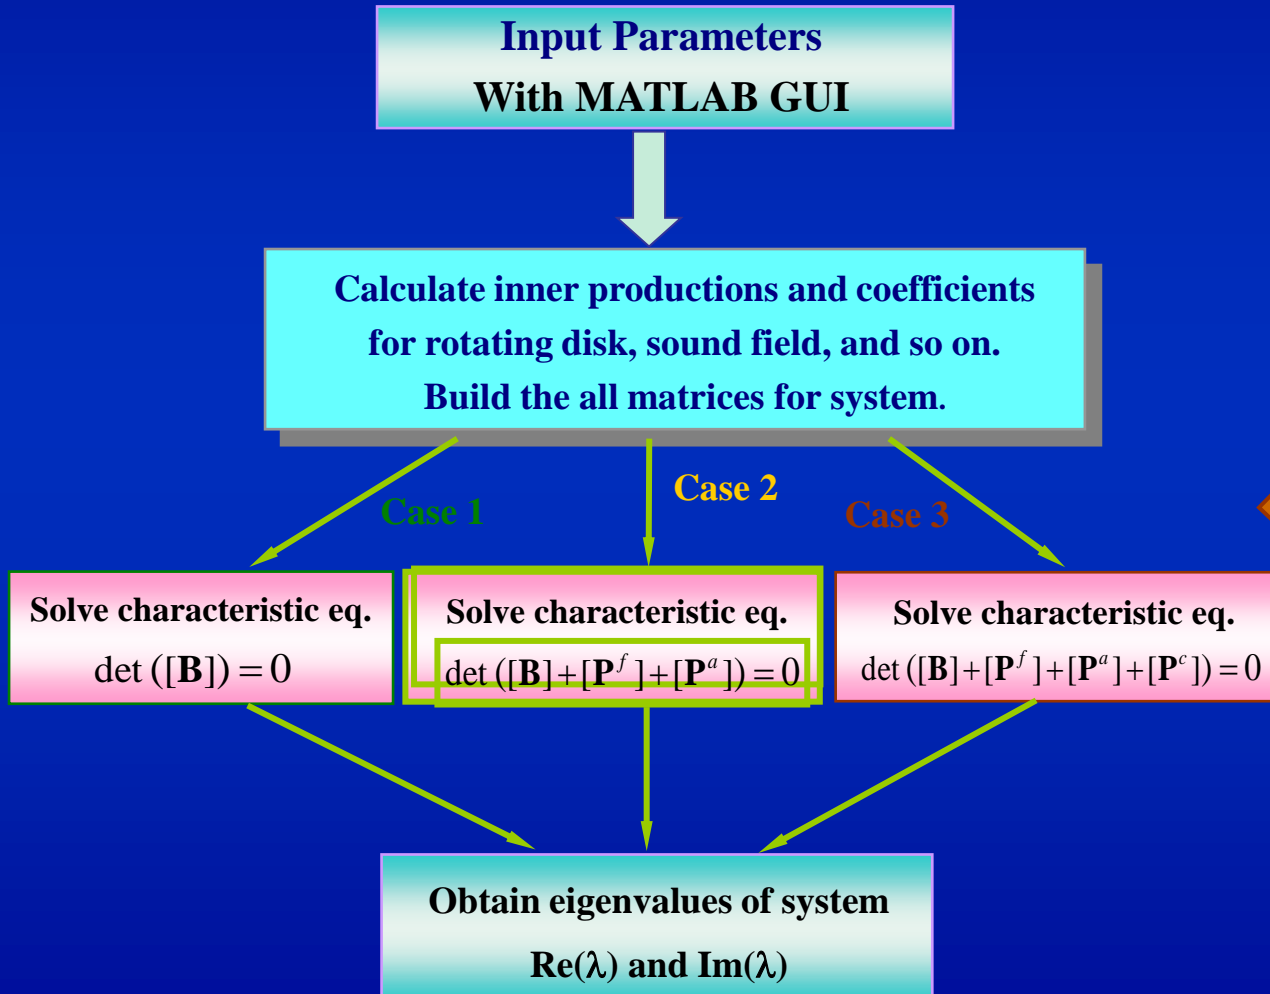 Input Parameters
With MATLAB GUI
Calculate inner productions and coefficients
for rotating disk, sound field, and so on.
Build the all matrices for system.
Case 1
Case 2
Case 3
Solve characteristic eq.
det ([B]) = 0
Solve characteristic eq.
det ([B]+[P^f]+[P^a]) = 0
Solve characteristic eq.
det ([B]+[P^f]+[P^a]+[P^c]) = 0
Obtain eigenvalues of system
Re(λ) and Im(λ)